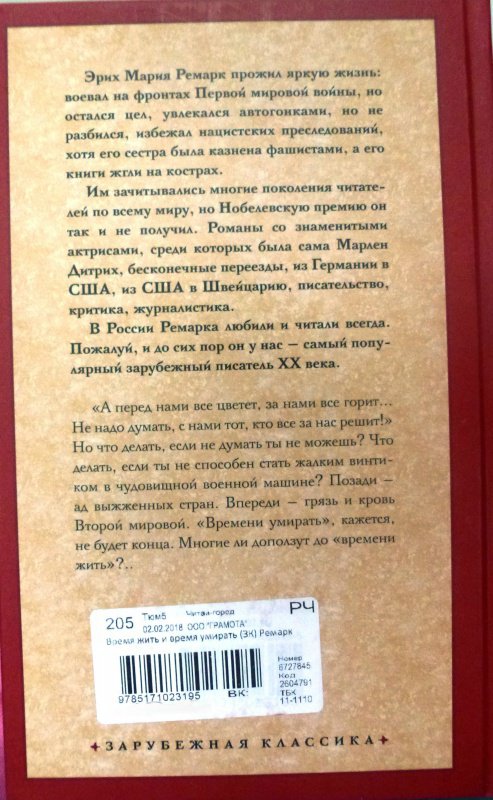 Эрих Мария Ремарк прожил яркую жизнь:
воевал на фронтах Первой мировой войны, но
остался цел, увлекался автогонками, но не
разбился, избежал нацистских преследований,
хотя его сестра была казнена фашистами, а его
книги жгли на кострах.
Им зачитывались многие поколения читате-
лей по всему миру, но Нобелевскую премию он
так и не получил. Романы со знаменитыми
актрисами, среди которых была сама Марлен
Дитрих, бесконечные переезды, из Германии в
США, из США в Швейцарию, писательство,
критика, журналистика.
В России Ремарка любили и читали всегда.
Пожалуй, и до сих пор он у нас – самый попу-
лярный зарубежный писатель XX века.
«А перед нами все цветет, за нами все горит...
Не надо думать, с нами тот, кто все за нас решит!»
Но что делать, если не думать ты не можешь? Что
делать, если ты не способен стать жалким винти-
ком в чудовищной военной машине? Позади –
ад выжженных стран. Впереди – грязь и кровь
Второй мировой. «Времени умирать», кажется,
не будет конца. Многие ли доползут до «времени
жить»?..
205 Тюм5 Читай-город РЧ
02.02.2018 ООО "ГРАМОТА"
Время жить и время умирать (ЗК) Ремарк
Номер
6727845
Код
2604791
9785171023195 ВК: ТБК
11-1110
ЗАРУБЕЖНАЯ КЛАССИКА